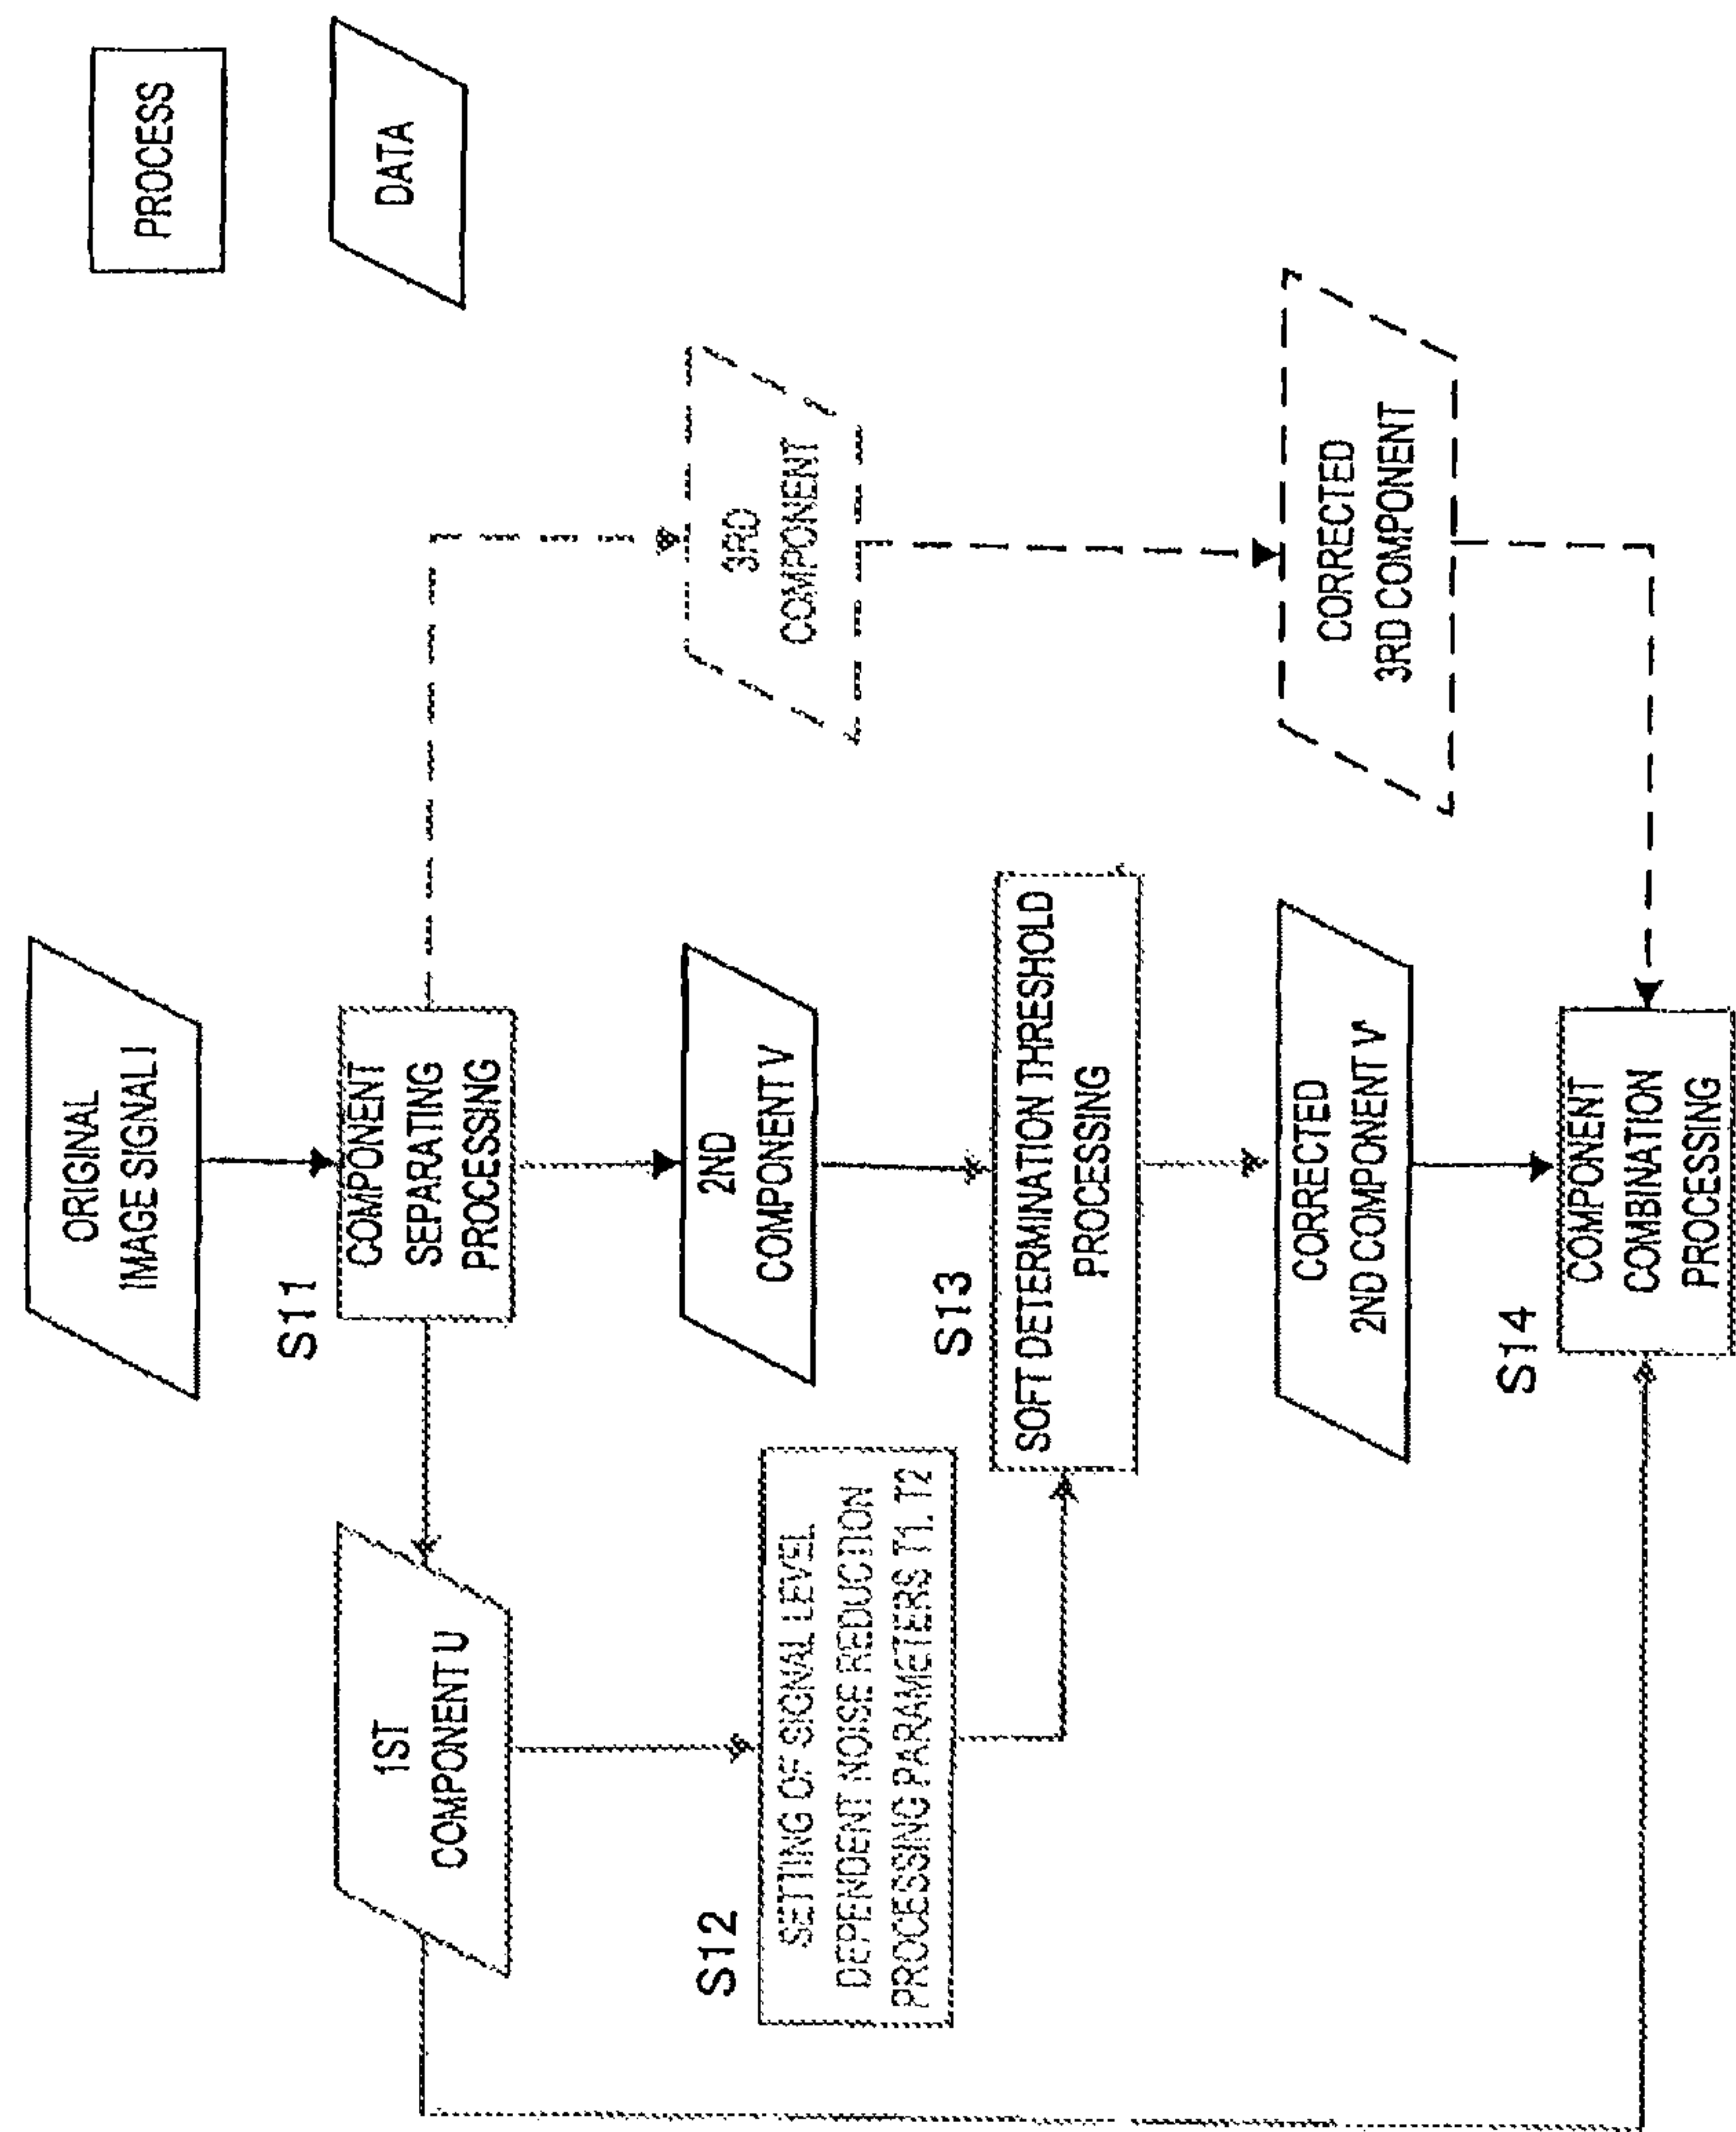 PROCESS
DATA
ORIGINAL
IMAGE SIGNAL I
S11
COMPONENT
SEPARATING
PROCESSING
1ST
COMPONENT U
2ND
COMPONENT V
3RD
COMPONENT
S12
SETTING OF SIGNAL LEVEL
DEPENDENT NOISE REDUCTION
PROCESSING PARAMETERS T1. T2
S13
SOFT DETERMINATION THRESHOLD
PROCESSING
CORRECTED
2ND COMPONENT V'
CORRECTED
3RD COMPONENT
S14
COMPONENT
COMBINATION
PROCESSING